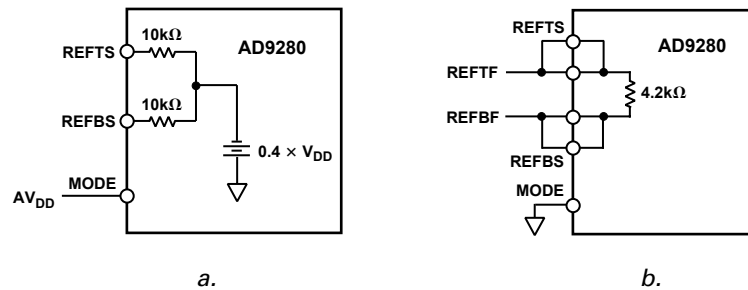 10kΩ
AD9280
REFTS
10kΩ
REFBS
0.4 × VDD
MODE
AVDD
a.
REFTS
AD9280
REFTF
4.2kΩ
REFBF
REFBS
MODE
b.